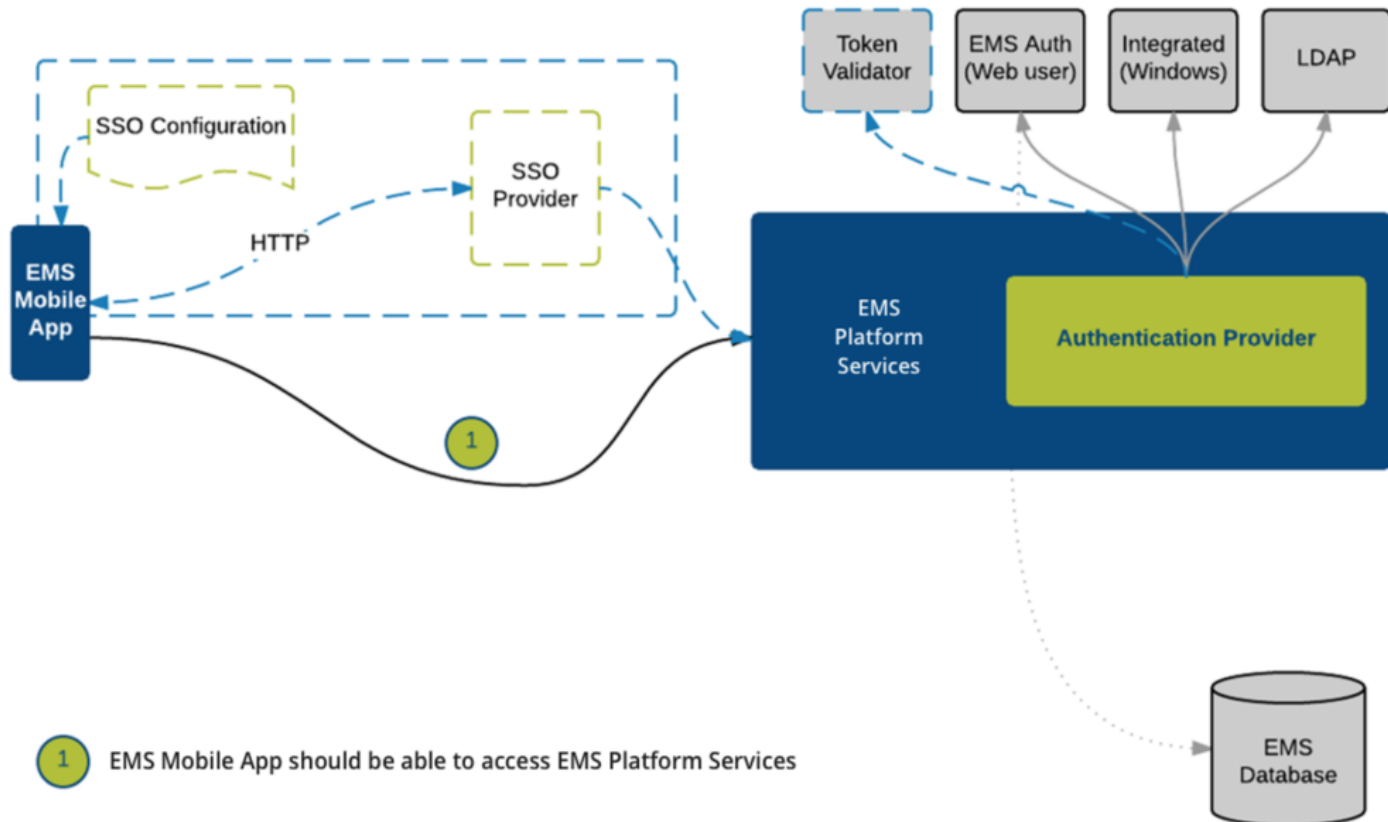 Token
Validator
EMS Auth
(Web user)
Integrated
(Windows)
LDAP
SSO Configuration
SSO
Provider
HTTP
EMS
Mobile
App
EMS
Platform
Services
Authentication Provider
1
1
EMS Mobile App should be able to access EMS Platform Services
EMS
Database